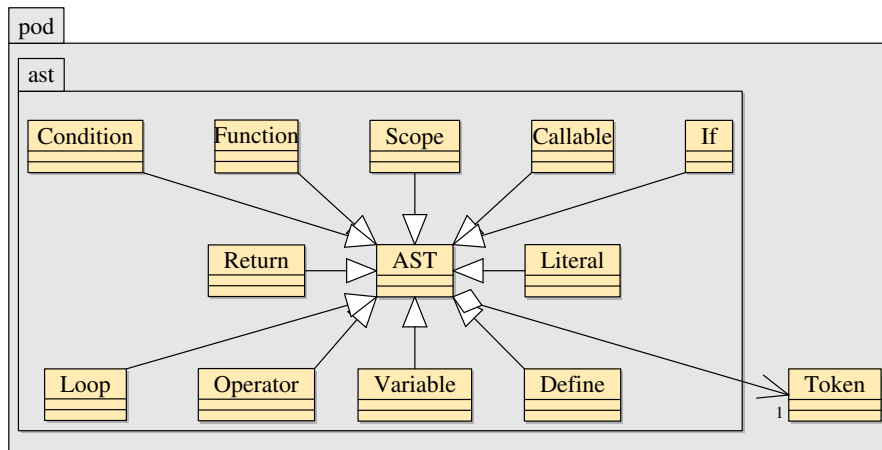 pod
ast
Condition
Function
Scope
Callable
If
Return
AST
Literal
Loop
Operator
Variable
Define
Token
1